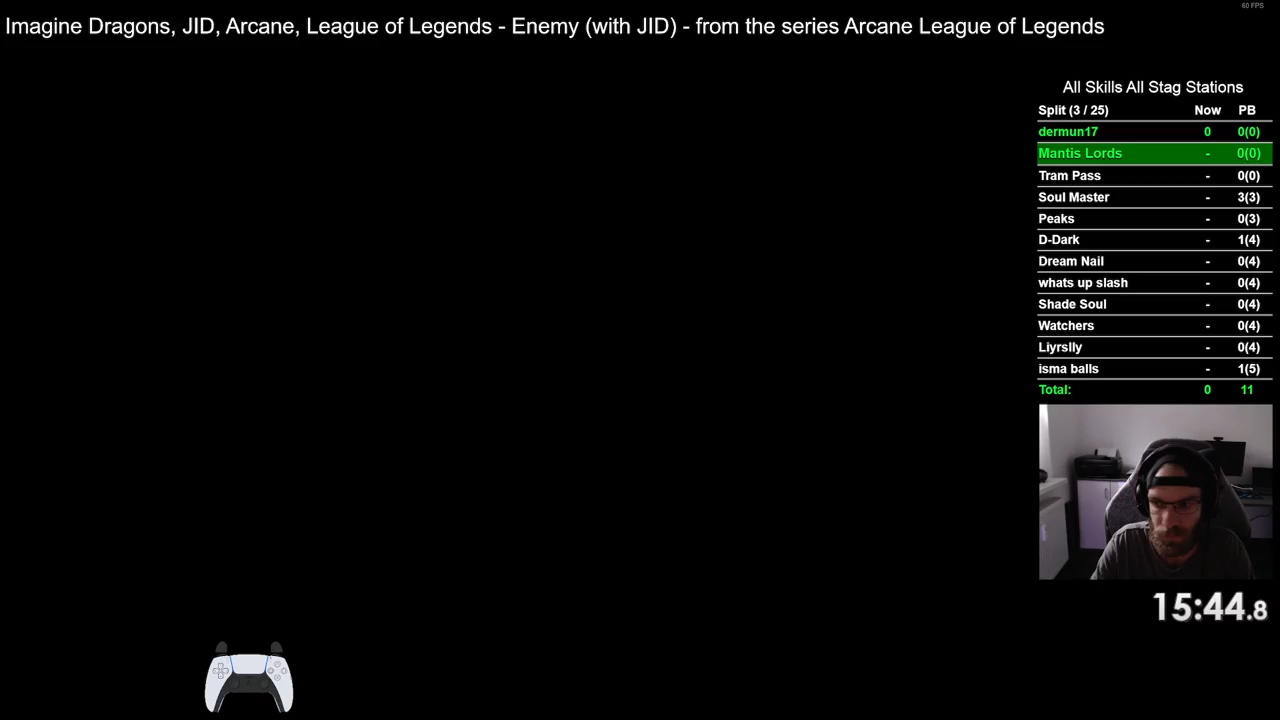 60 FPS
Imagine Dragons, JID, Arcane, League of Legends - Enemy (with JID) - from the series Arcane League of Legends
All Skills All Stag Stations
Split (3 / 25) Now PB
dermun17 0 0(0)
Mantis Lords - 0(0)
Tram Pass - 0(0)
Soul Master - 3(3)
Peaks - 0(3)
D-Dark - 1(4)
Dream Nail - 0(4)
whats up slash - 0(4)
Shade Soul - 0(4)
Watchers - 0(4)
Liyrslly - 0(4)
isma balls - 1(5)
Total: 0 11
15:44.8